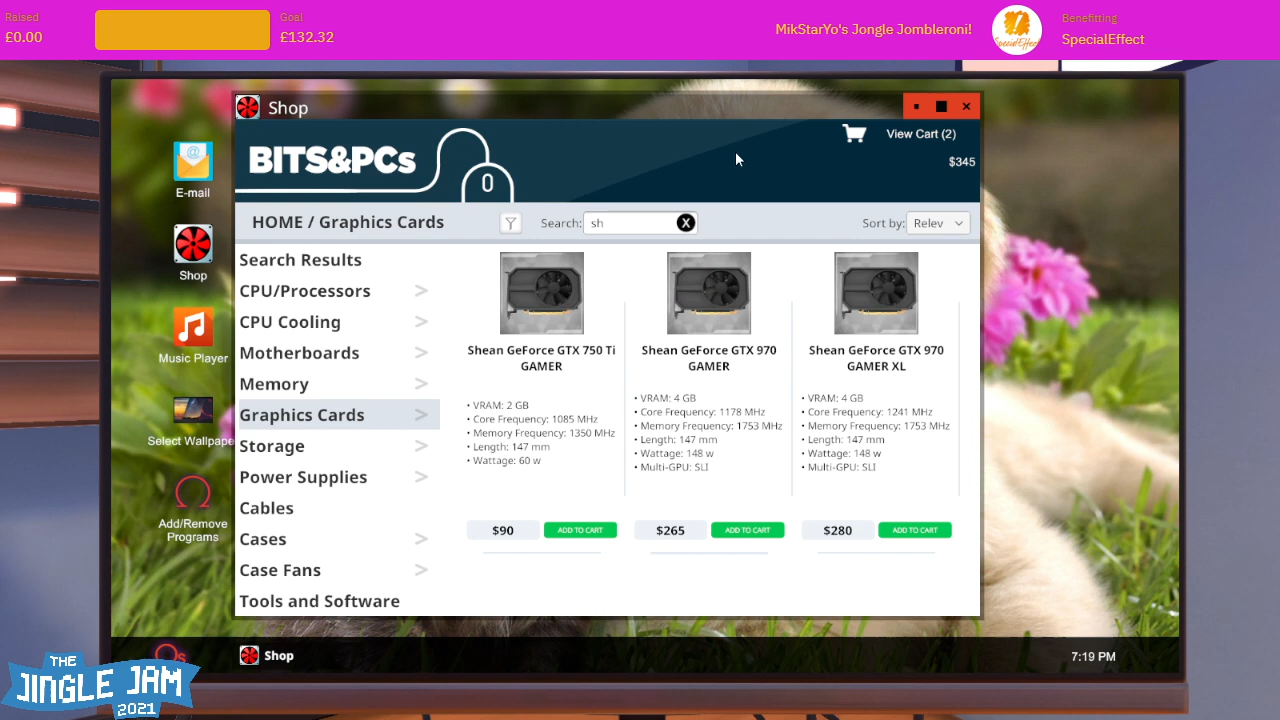 Raised
£0.00
Goal
£132.32
MikStarYo's Jongle Jombleroni!
SpecialEffect
Benefitting
SpecialEffect
Shop
BITS&PCs
View Cart (2)
$345
HOME / Graphics Cards
Search:
sh
X
Sort by:
Relev
E-mail
Shop
Music Player
Select Wallpape
Add/Remove
Programs
Search Results
CPU/Processors >
CPU Cooling >
Motherboards >
Memory >
Graphics Cards >
Storage >
Power Supplies >
Cables
Cases >
Case Fans >
Tools and Software
Shean GeForce GTX 750 Ti
GAMER
• VRAM: 2 GB
• Core Frequency: 1085 MHz
• Memory Frequency: 1350 MHz
• Length: 147 mm
• Wattage: 60 w
$90
ADD TO CART
Shean GeForce GTX 970
GAMER
• VRAM: 4 GB
• Core Frequency: 1178 MHz
• Memory Frequency: 1753 MHz
• Length: 147 mm
• Wattage: 148 w
• Multi-GPU: SLI
$265
ADD TO CART
Shean GeForce GTX 970
GAMER XL
• VRAM: 4 GB
• Core Frequency: 1241 MHz
• Memory Frequency: 1753 MHz
• Length: 147 mm
• Wattage: 148 w
• Multi-GPU: SLI
$280
ADD TO CART
Shop
7:19 PM
THE
JINGLE JAM
2021